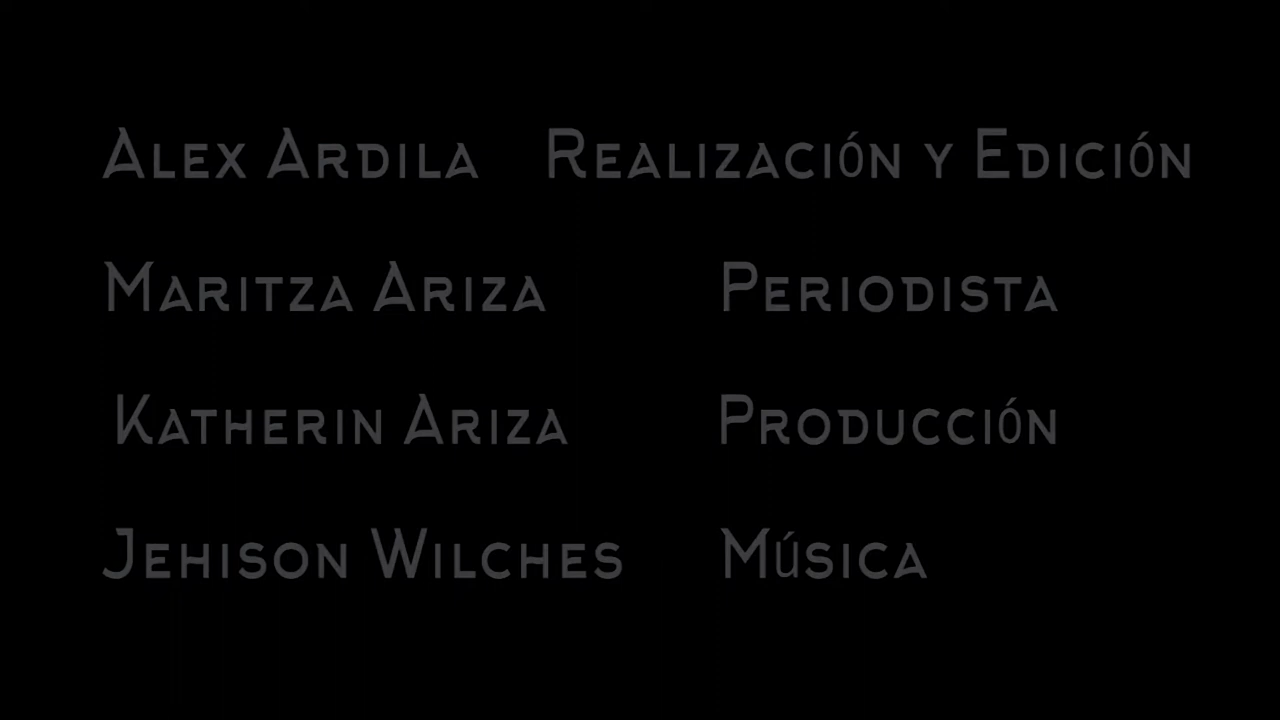 Alex Ardila Realización y Edición
Maritza Ariza Periodista
Katherin Ariza Producción
Jehison Wilches Música